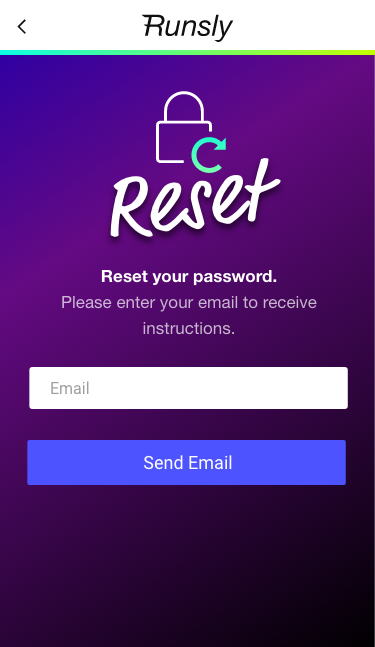 Runsly
Reset
Reset your password.
Please enter your email to receive
instructions.
Email
Send Email